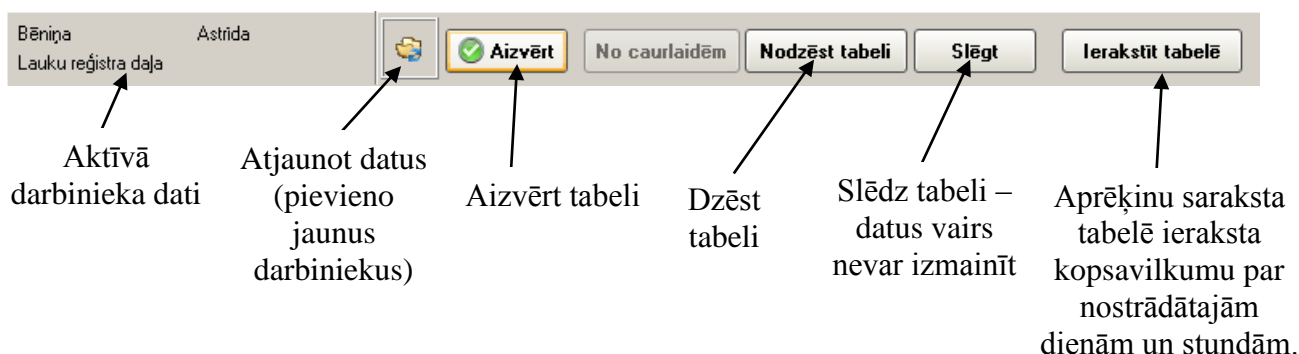 Bēniņa Astrīda
Lauku reģistra daļa
Aizvērt
No caurlaidēm
Nodzēst tabeli
Slēgt
Ierakstīt tabelē
Aktīvā
darbinieka dati
Atjaunot datus
(pievieno
jaunus
darbiniekus)
Aizvērt tabeli
Dzēst
tabeli
Slēdz tabeli –
datus vairs
nevar izmainīt
Aprēķinu saraksta
tabelē ieraksta
kopsavilkumu par
nostrādātajām
dienām un stundām.